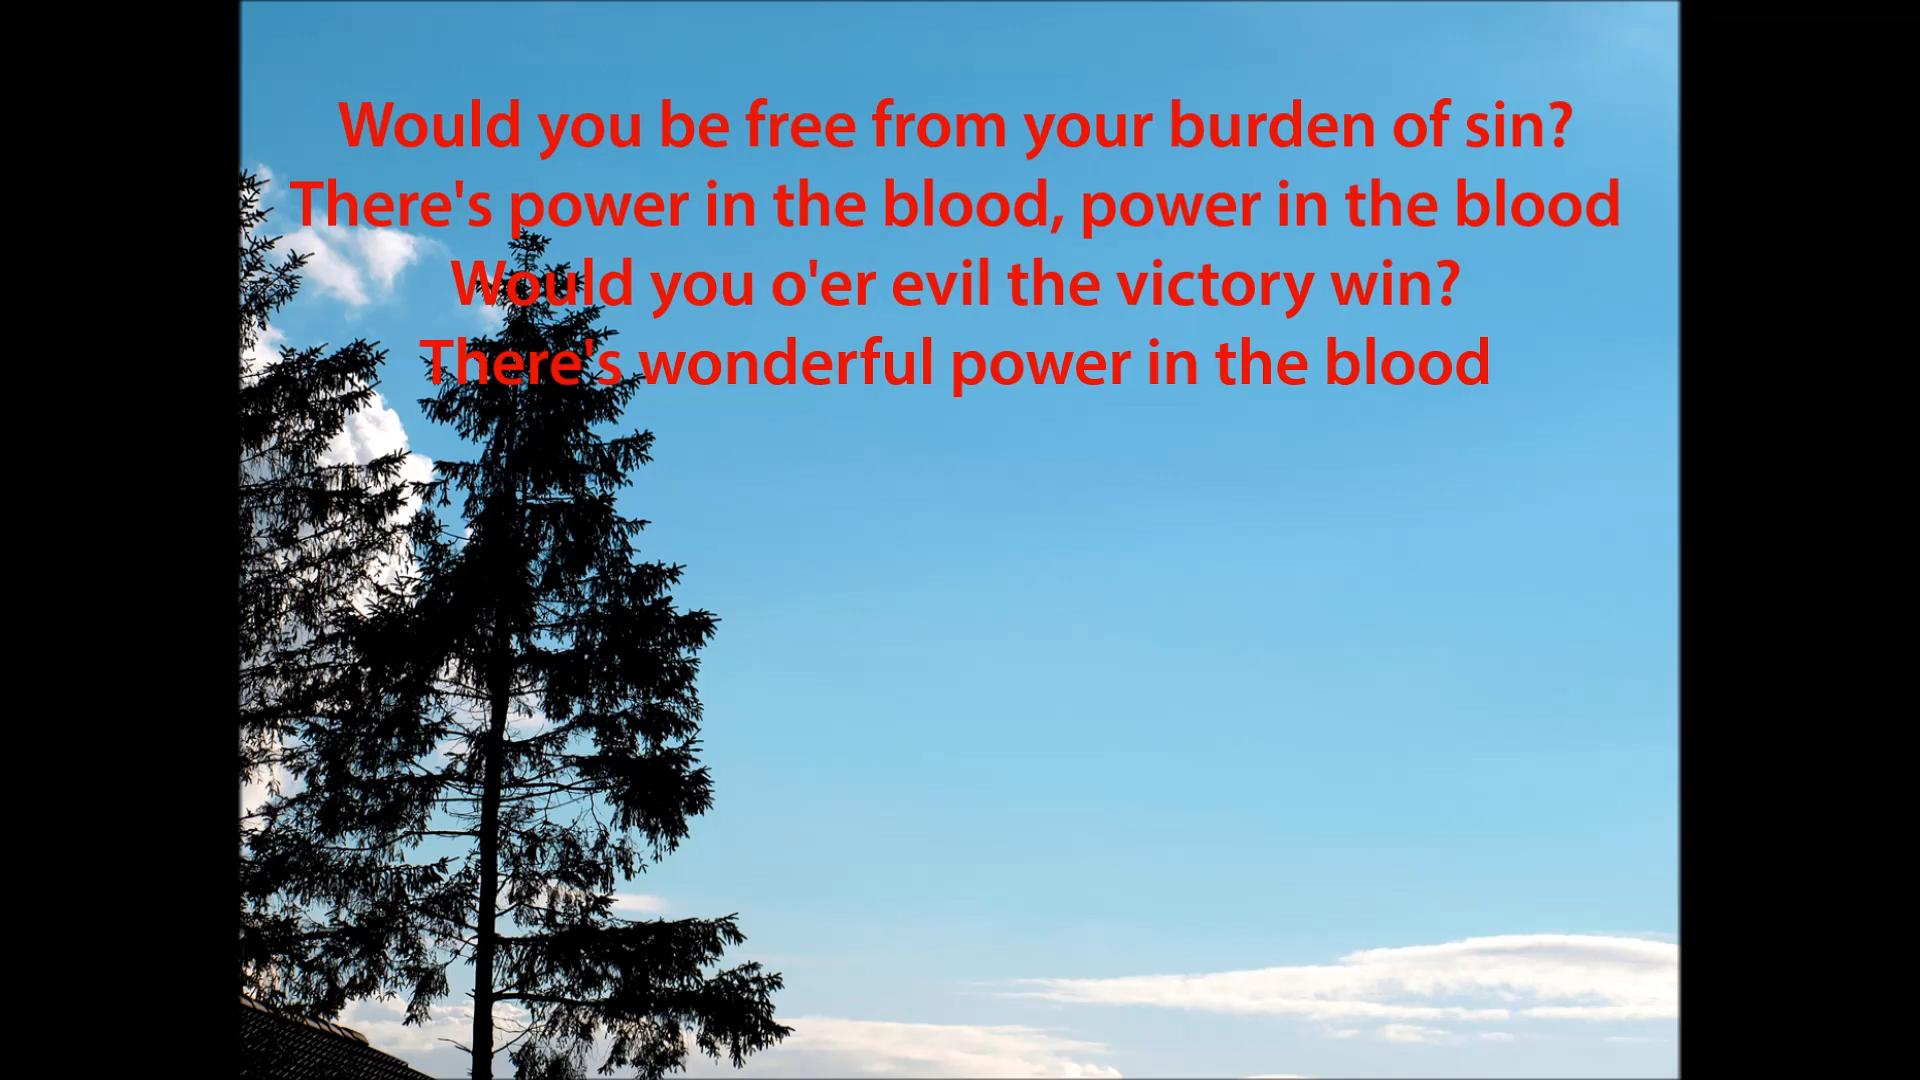 Would you be free from your burden of sin?
There's power in the blood, power in the blood
Would you o'er evil the victory win?
There's wonderful power in the blood